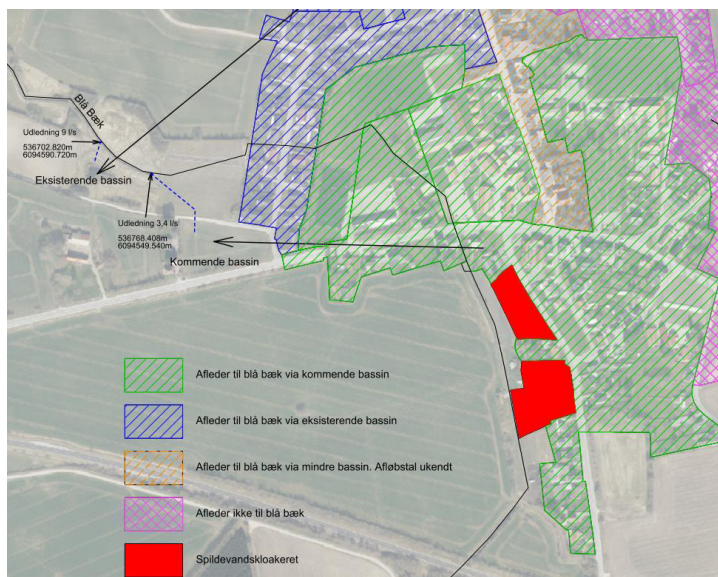 Blå Bæk
Udledning 9 l/s
536702.820m
6094590.720m
Eksisterende bassin
Udledning 3,4 l/s
536768.408m
6094549.540m
Kommende bassin
Afleder til blå bæk via kommende bassin
Afleder til blå bæk via eksisterende bassin
Afleder til blå bæk via mindre bassin. Afløbstal ukendt
Afleder ikke til blå bæk
Spildevandskloakeret